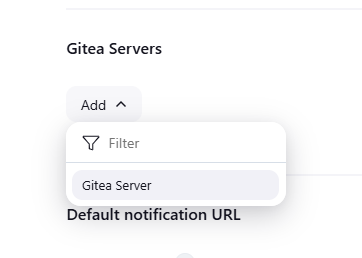 Gitea Servers
Add
Filter
Gitea Server
Default notification URL